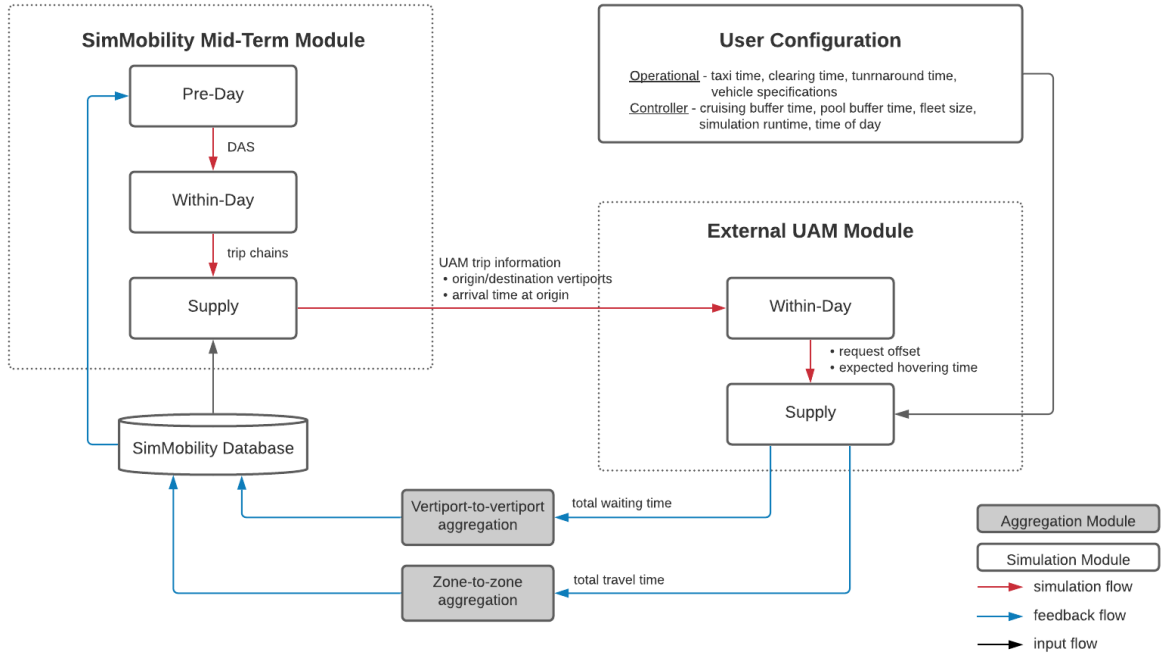 SimMobility Mid-Term Module
Pre-Day
DAS
Within-Day
trip chains
Supply
SimMobility Database
User Configuration
Operational - taxi time, clearing time, tunrnaround time,
vehicle specifications
Controller - cruising buffer time, pool buffer time, fleet size,
simulation runtime, time of day
UAM trip information
• origin/destination vertiports
• arrival time at origin
External UAM Module
Within-Day
• request offset
• expected hovering time
Supply
Vertiport-to-vertiport
aggregation
total waiting time
Zone-to-zone
aggregation
total travel time
Aggregation Module
Simulation Module
simulation flow
feedback flow
input flow